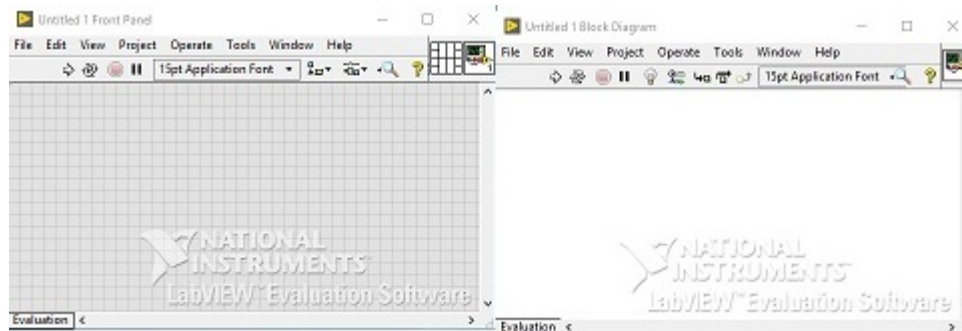 Untitled 1 Front Panel
File Edit View Project Operate Tools Window Help
15pt Application Font
NATIONAL
INSTRUMENTS
LabVIEW™ Evaluation Software
Evaluation
Untitled 1 Block Diagram
File Edit View Project Operate Tools Window Help
15pt Application Font
NATIONAL
INSTRUMENTS
LabVIEW™ Evaluation Software
Evaluation